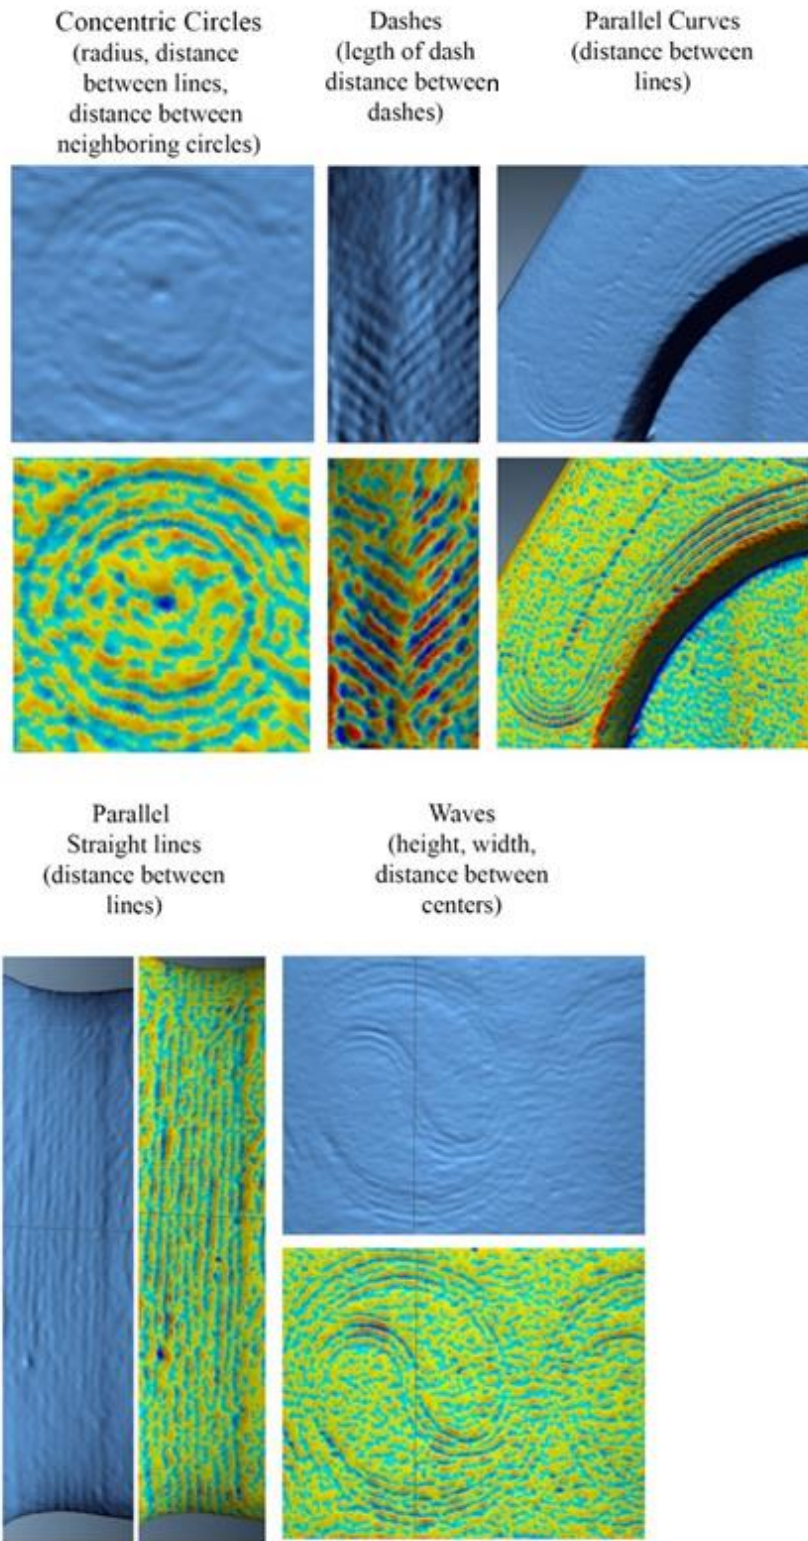 Concentric Circles
(radius, distance
between lines,
distance between
neighboring circles)
Dashes
(legth of dash
distance between
dashes)
Parallel Curves
(distance between
lines)
Parallel
Straight lines
(distance between
lines)
Waves
(height, width,
distance between
centers)